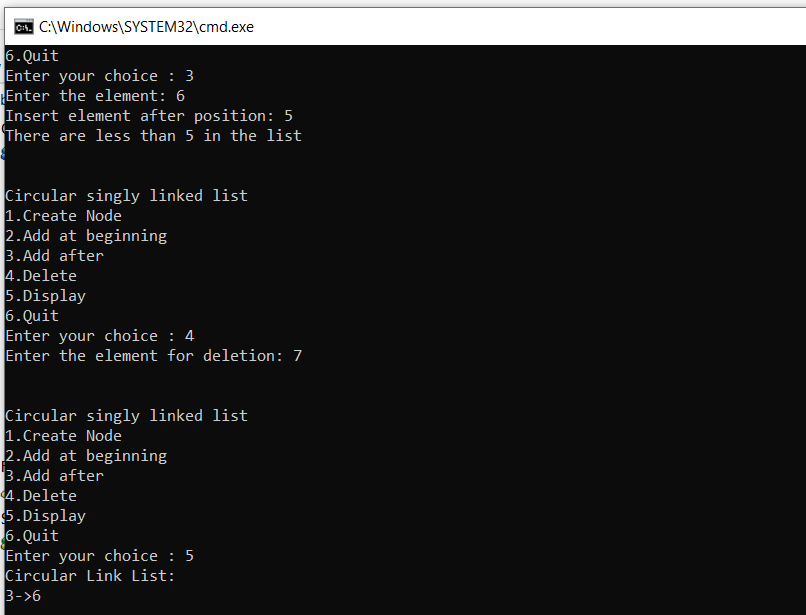 C:\Windows\SYSTEM32\cmd.exe
6.Quit
Enter your choice : 3
Enter the element: 6
Insert element after position: 5
There are less than 5 in the list
Circular singly linked list
1.Create Node
2.Add at beginning
3.Add after
4.Delete
5.Display
6.Quit
Enter your choice : 4
Enter the element for deletion: 7
Circular singly linked list
1.Create Node
2.Add at beginning
3.Add after
4.Delete
5.Display
6.Quit
Enter your choice : 5
Circular Link List:
3->6